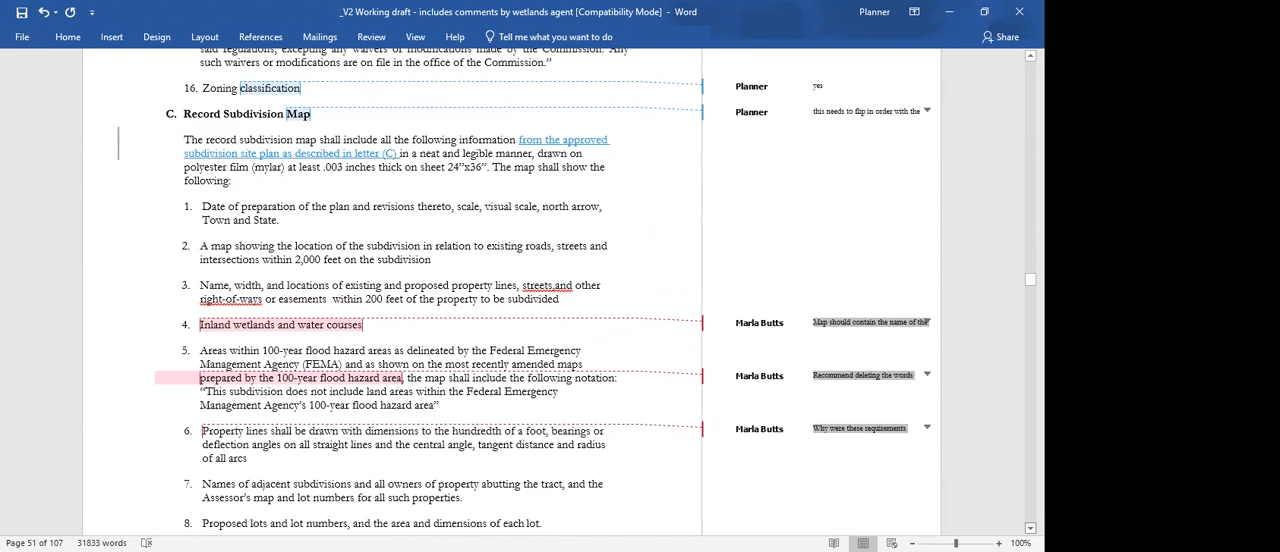 _V2 Working draft - includes comments by wetlands agent [Compatibility Mode] - Word
Planner
File Home Insert Design Layout References Mailings Review View Help Tell me what you want to do Share
said regulations, excepting any waivers or modifications made by the Commission. Any
such waivers or modifications are on file in the office of the Commission.”
16. Zoning classification
Planner yes
C. Record Subdivision Map
Planner this needs to flip in order with the
The record subdivision map shall include all the following information from the approved
subdivision site plan as described in letter (C) in a neat and legible manner, drawn on
polyester film (mylar) at least .003 inches thick on sheet 24”x36”. The map shall show the
following:
1. Date of preparation of the plan and revisions thereto, scale, visual scale, north arrow,
Town and State.
2. A map showing the location of the subdivision in relation to existing roads, streets and
intersections within 2,000 feet on the subdivision
3. Name, width, and locations of existing and proposed property lines, streets,and other
right-of-ways or easements within 200 feet of the property to be subdivided
4. Inland wetlands and water courses
Marla Butts Map should contain the name of the
5. Areas within 100-year flood hazard areas as delineated by the Federal Emergency
Management Agency (FEMA) and as shown on the most recently amended maps
prepared by the 100-year flood hazard area, the map shall include the following notation:
Marla Butts Recommend deleting the words
“This subdivision does not include land areas within the Federal Emergency
Management Agency’s 100-year flood hazard area”
6. Property lines shall be drawn with dimensions to the hundredth of a foot, bearings or
Marla Butts Why were these requirements
deflection angles on all straight lines and the central angle, tangent distance and radius
of all arcs
7. Names of adjacent subdivisions and all owners of property abutting the tract, and the
Assessor’s map and lot numbers for all such properties.
8. Proposed lots and lot numbers, and the area and dimensions of each lot.
Page 51 of 107 31833 words 100%